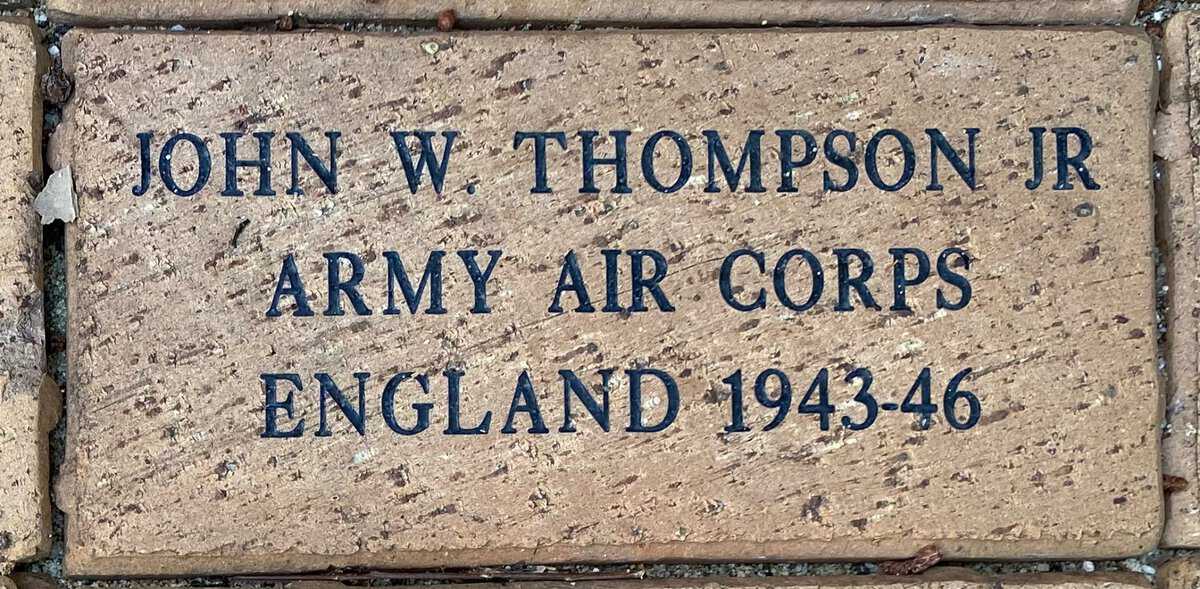 JOHN W. THOMPSON JR
ARMY AIR CORPS
ENGLAND 1943-46